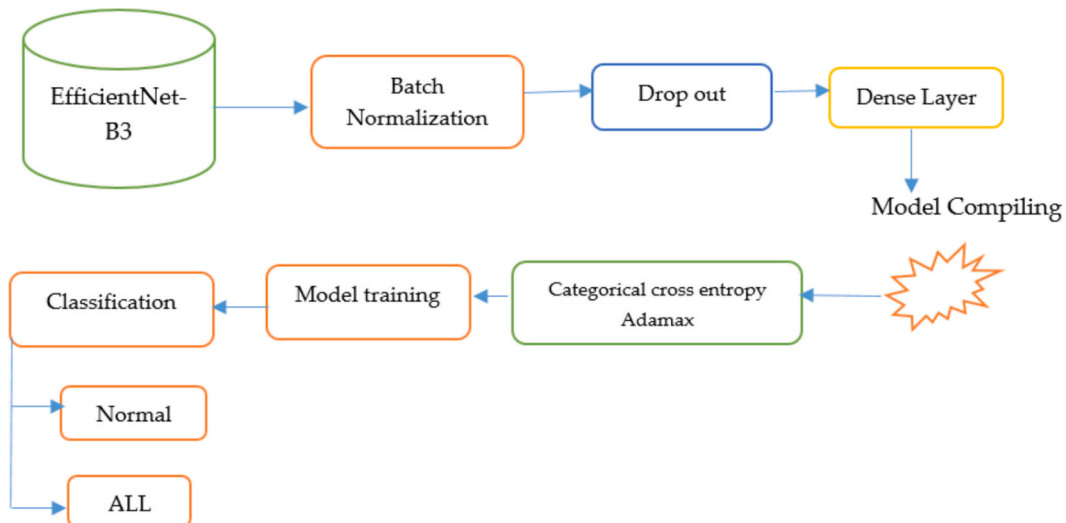 EfficientNet-
B3
Batch
Normalization
Drop out
Dense Layer
Model Compiling
Categorical cross entropy
Adamax
Model training
Classification
Normal
ALL